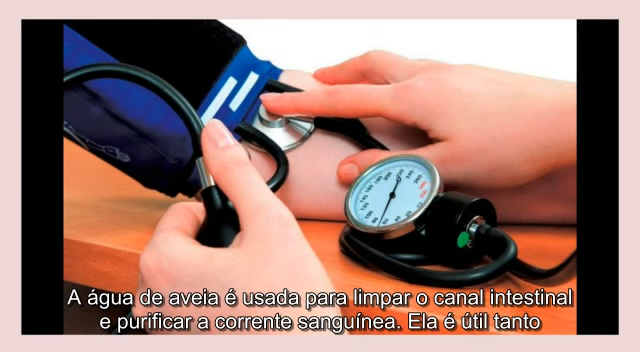 A água de aveia é usada para limpar o canal intestinal
e purificar a corrente sanguínea. Ela é útil tanto